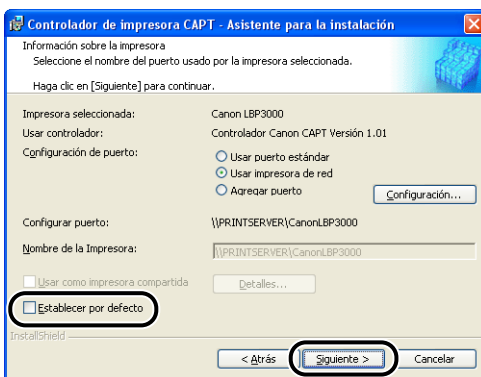 Controlador de impresora CAPT - Asistente para la instalación
Información sobre la impresora
Seleccione el nombre del puerto usado por la impresora seleccionada.
Haga clic en [Siguiente] para continuar.
Impresora seleccionada: Canon LBP3000
Usar controlador: Controlador Canon CAPT Versión 1.01
Configuración de puerto: Usar puerto estándar
Usar impresora de red
Agregar puerto Configuración...
Configurar puerto: \\PRINTSERVER\CanonLBP3000
Nombre de la Impresora: \\PRINTSERVER\CanonLBP3000
Usar como impresora compartida Detalles...
Establecer por defecto
InstallShield
< Atrás Siguiente > Cancelar